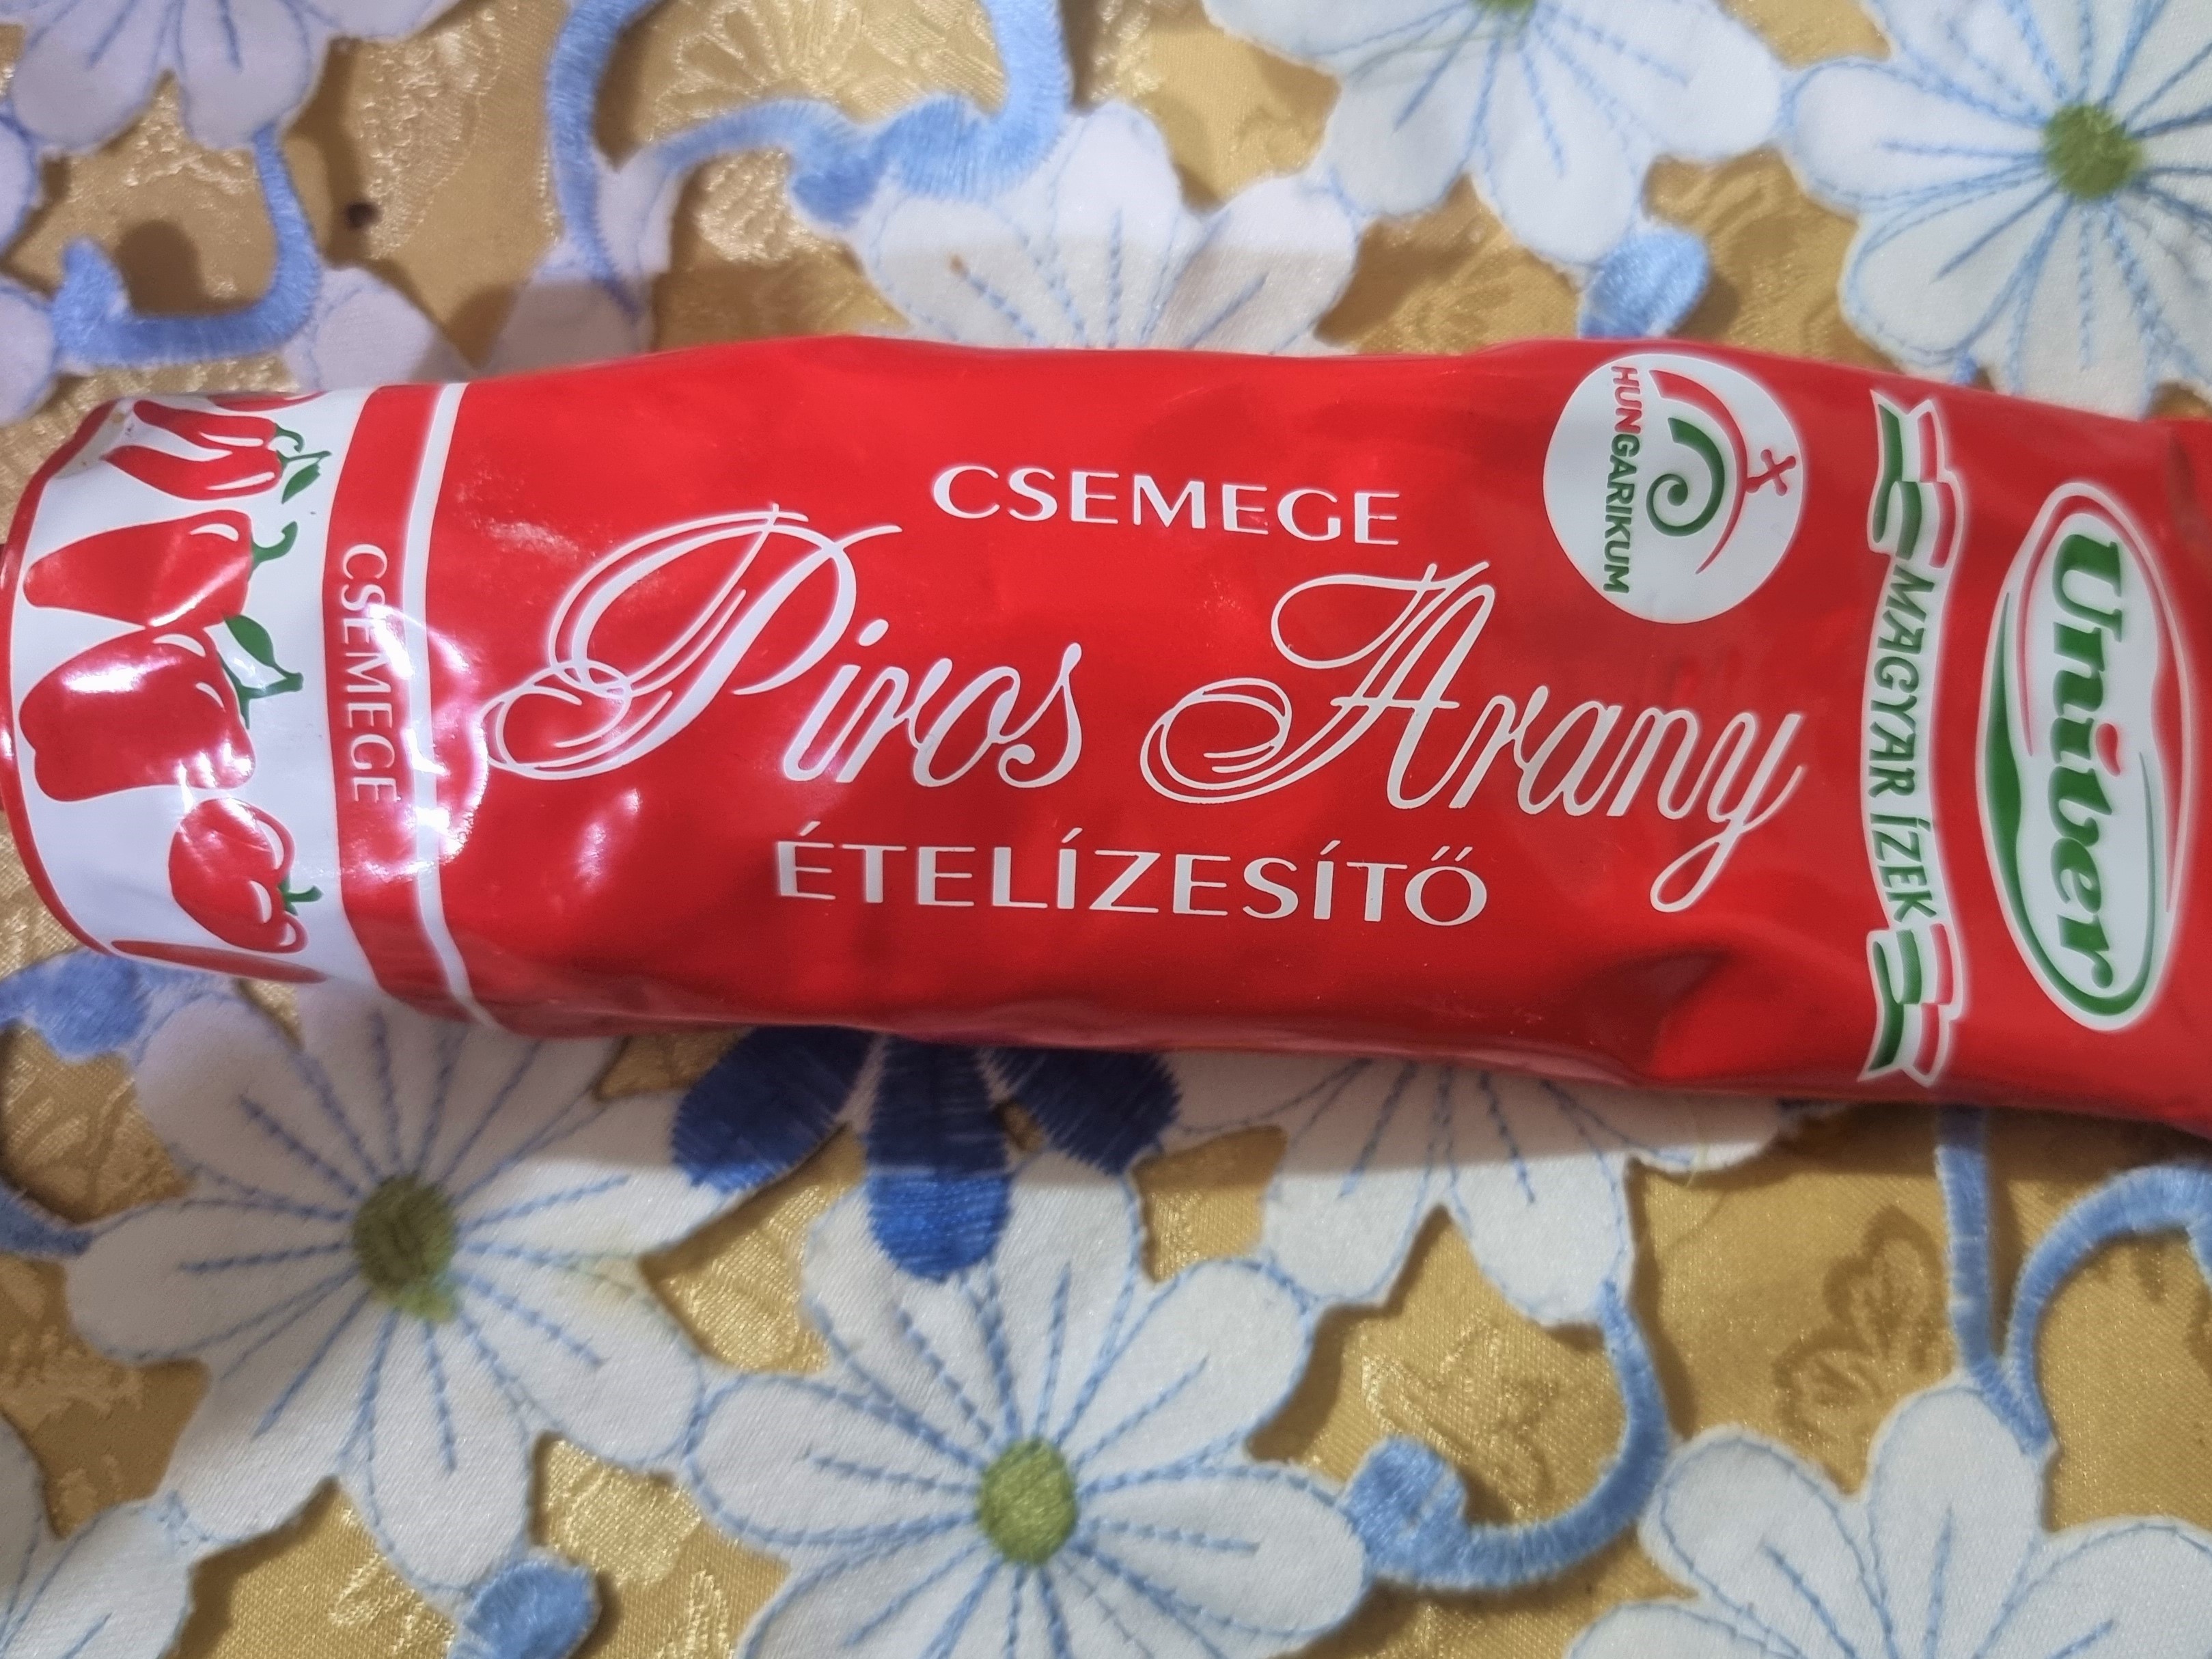 CSEMEGE
CSEMEGE
Piros Arany
ÉTELÍZESÍTŐ
HUNGARIKUM
MAGYAR ÍZEK
Univer